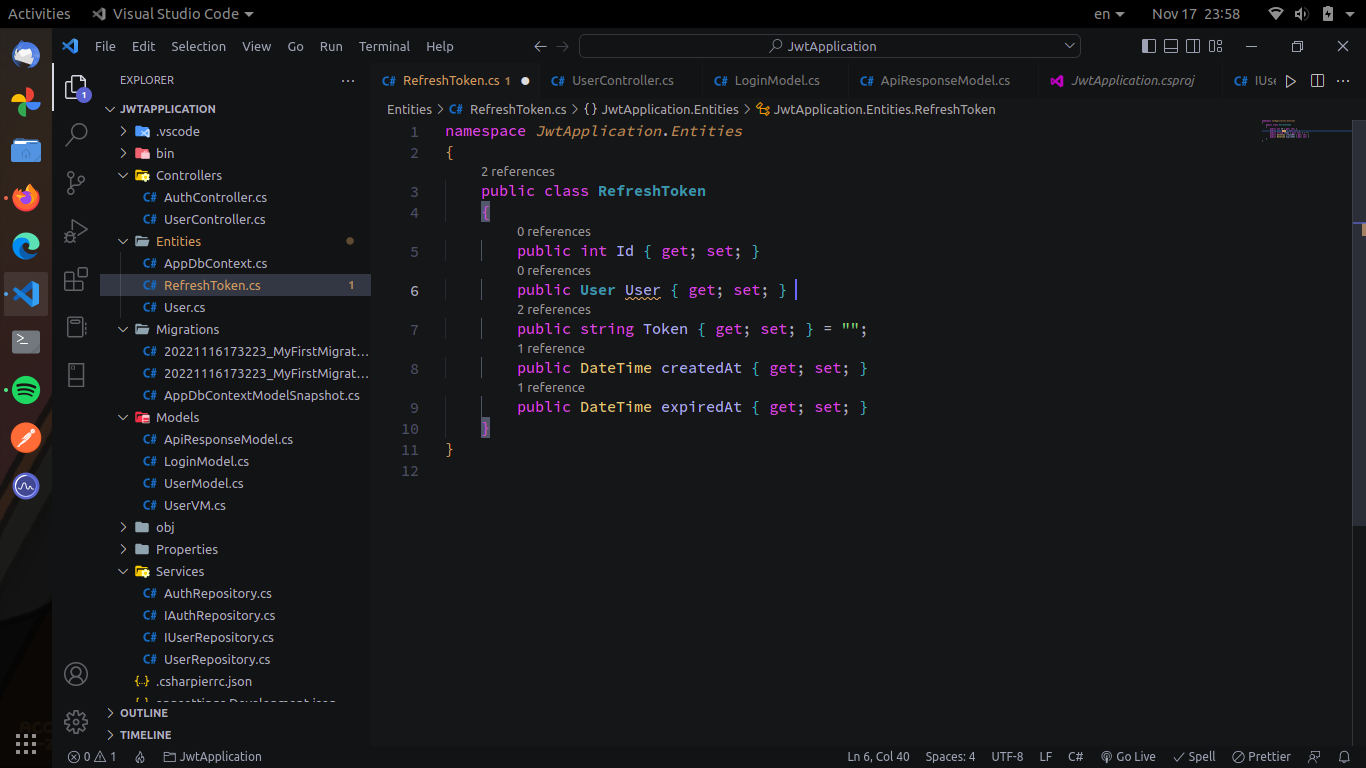 Activities
Visual Studio Code
en
Nov 17 23:58
File Edit Selection View Go Run Terminal Help
JwtApplication
EXPLORER
1
JWTAPPLICATION
.vscode
bin
Controllers
C# AuthController.cs
C# UserController.cs
Entities
C# AppDbContext.cs
C# RefreshToken.cs 1
C# User.cs
Migrations
C# 20221116173223_MyFirstMigrat...
C# 20221116173223_MyFirstMigrat...
C# AppDbContextModelSnapshot.cs
Models
C# ApiResponseModel.cs
C# LoginModel.cs
C# UserModel.cs
C# UserVM.cs
obj
Properties
Services
C# AuthRepository.cs
C# IAuthRepository.cs
C# IUserRepository.cs
C# UserRepository.cs
{..} .csharpierrc.json
OUTLINE
TIMELINE
C# RefreshToken.cs 1
C# UserController.cs
C# LoginModel.cs
C# ApiResponseModel.cs
JwtApplication.csproj
C# IUse
Entities > C# RefreshToken.cs > {} JwtApplication.Entities > JwtApplication.Entities.RefreshToken
1 namespace JwtApplication.Entities
2 {
2 references
3 public class RefreshToken
4 {
0 references
5 public int Id { get; set; }
0 references
6 public User User { get; set; }
2 references
7 public string Token { get; set; } = "";
1 reference
8 public DateTime createdAt { get; set; }
1 reference
9 public DateTime expiredAt { get; set; }
10 }
11 }
12
0 1 JwtApplication
Ln 6, Col 40 Spaces: 4 UTF-8 LF C# Go Live Spell Prettier